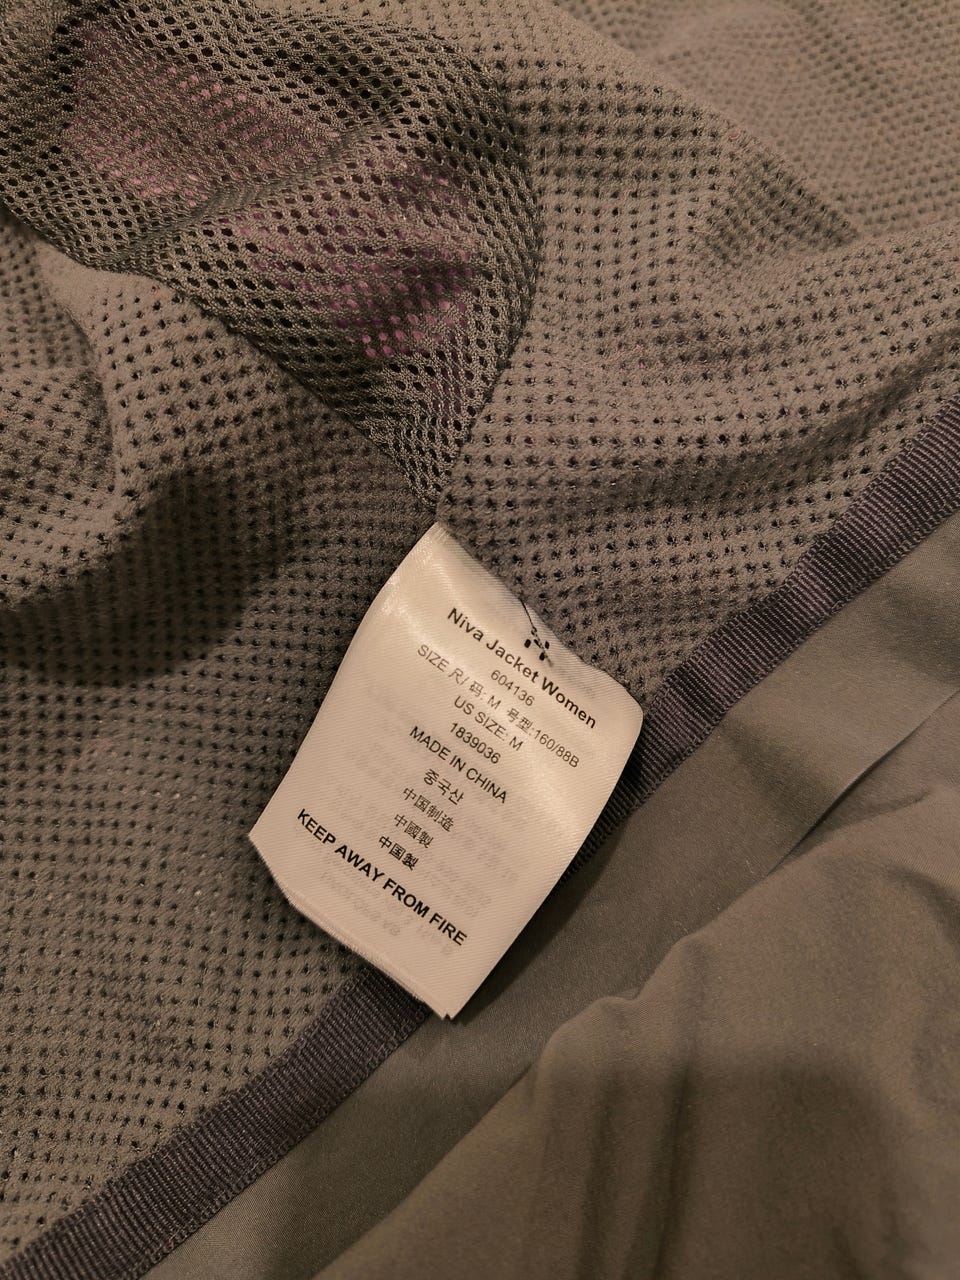 Niva Jacket Women
604136
SIZE 尺/ 码: M 号型:160/88B
US SIZE: M
1839036
MADE IN CHINA
중국산
中国制造
中國製
中国製
KEEP AWAY FROM FIRE